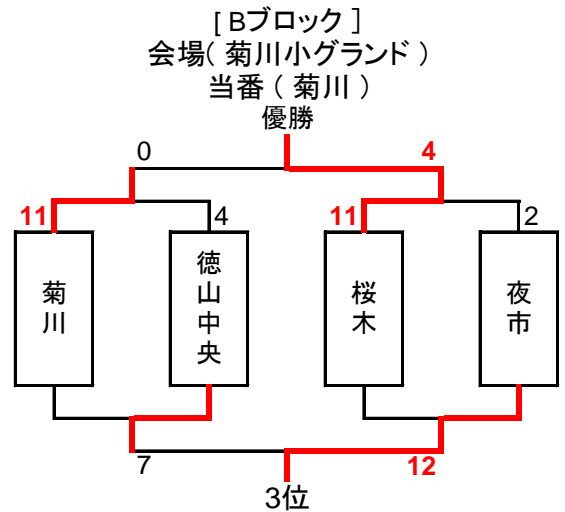 [ Bブロック ]
会場( 菊川小グランド )
当番 ( 菊川 )
優勝
0 4
11 4 11 2
菊川
徳山中央
桜木
夜市
7 12
3位